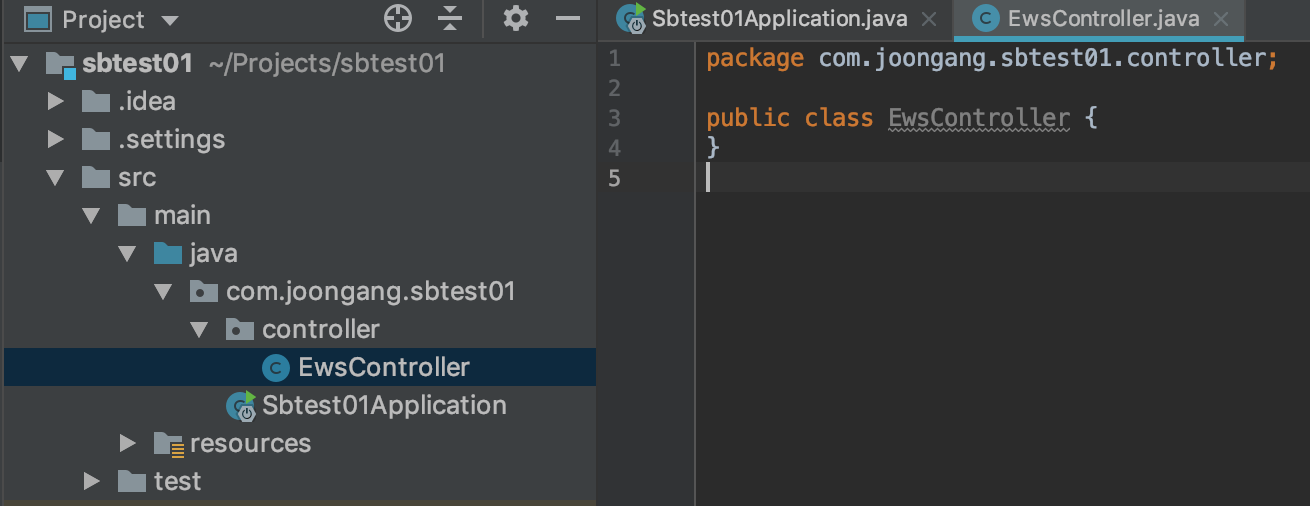 Project
sbtest01 ~/Projects/sbtest01
.idea
.settings
src
main
java
com.joongang.sbtest01
controller
EwsController
Sbtest01Application
resources
test
Sbtest01Application.java EwsController.java
1 package com.joongang.sbtest01.controller;
2
3 public class EwsController {
4 }
5